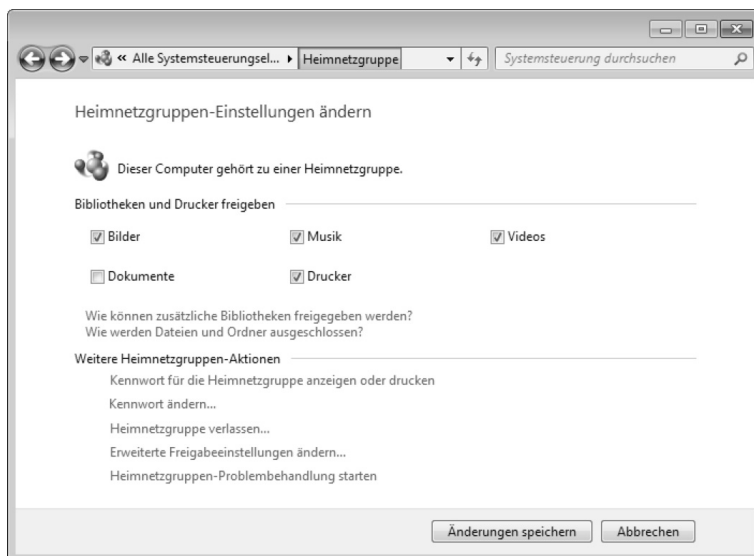 « Alle Systemsteuerungsel... Heimnetzgruppe Systemsteuerung durchsuchen
Heimnetzgruppen-Einstellungen ändern
Dieser Computer gehört zu einer Heimnetzgruppe.
Bibliotheken und Drucker freigeben
Bilder Musik Videos
Dokumente Drucker
Wie können zusätzliche Bibliotheken freigegeben werden?
Wie werden Dateien und Ordner ausgeschlossen?
Weitere Heimnetzgruppen-Aktionen
Kennwort für die Heimnetzgruppe anzeigen oder drucken
Kennwort ändern...
Heimnetzgruppe verlassen...
Erweiterte Freigabeeinstellungen ändern...
Heimnetzgruppen-Problembehandlung starten
Änderungen speichern Abbrechen